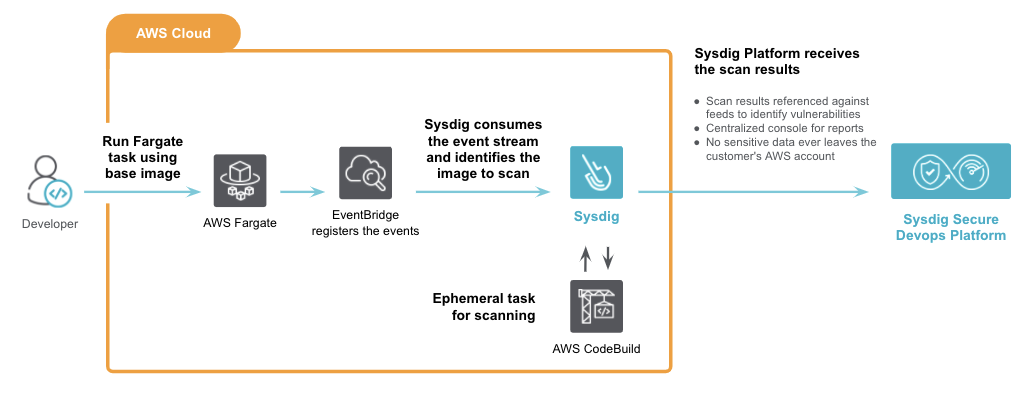 AWS Cloud
Sysdig Platform receives
the scan results
● Scan results referenced against
feeds to identify vulnerabilities
● Centralized console for reports
● No sensitive data ever leaves the
customer's AWS account
Run Fargate
task using
base image
Sysdig consumes
the event stream
and identifies the
image to scan
Developer
AWS Fargate
EventBridge
registers the events
Sysdig
Sysdig Secure
Devops Platform
Ephemeral task
for scanning
AWS CodeBuild